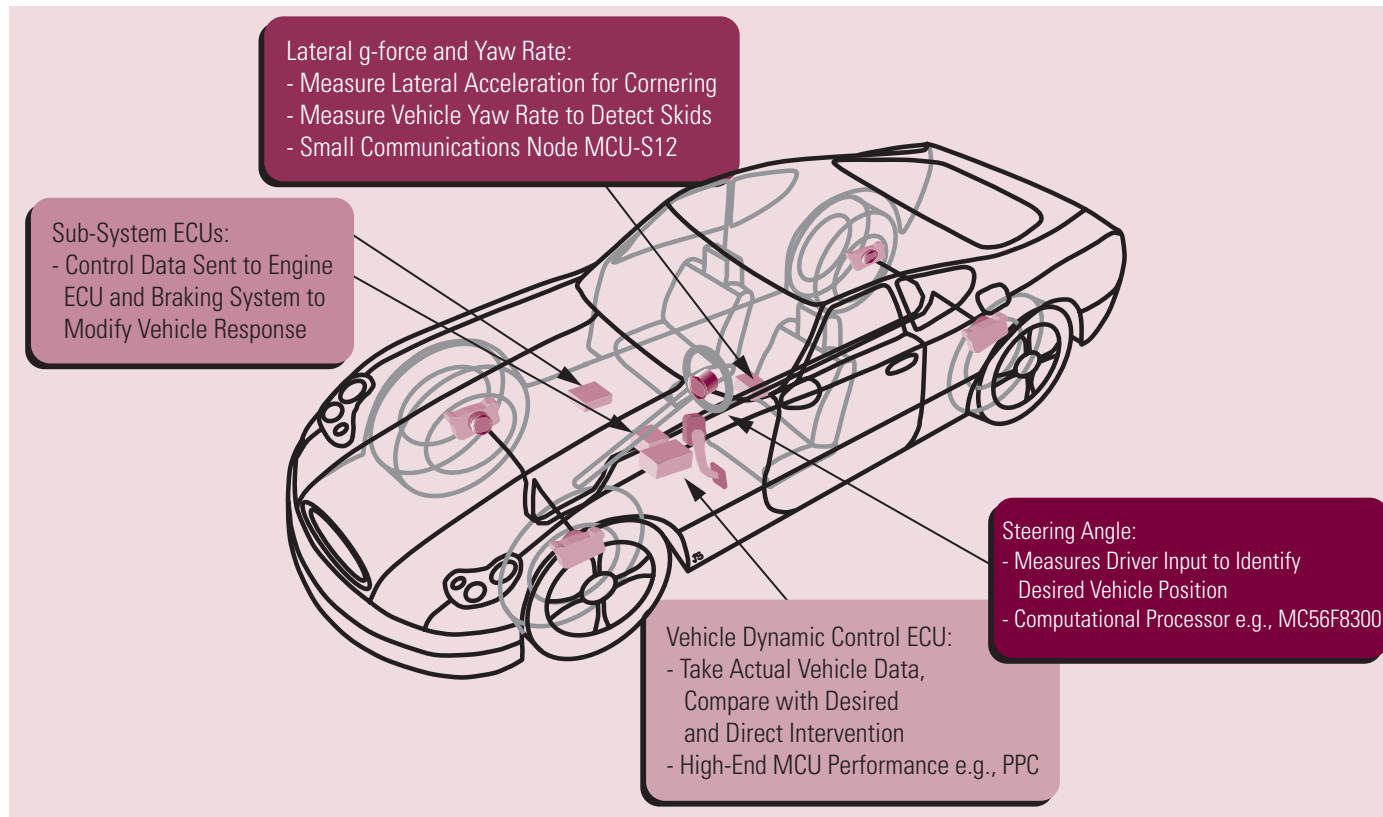 Lateral g-force and Yaw Rate:
- Measure Lateral Acceleration for Cornering
- Measure Vehicle Yaw Rate to Detect Skids
- Small Communications Node MCU-S12
Sub-System ECUs:
- Control Data Sent to Engine
ECU and Braking System to
Modify Vehicle Response
Steering Angle:
- Measures Driver Input to Identify
Desired Vehicle Position
- Computational Processor e.g., MC56F8300
Vehicle Dynamic Control ECU:
- Take Actual Vehicle Data,
Compare with Desired
and Direct Intervention
- High-End MCU Performance e.g., PPC